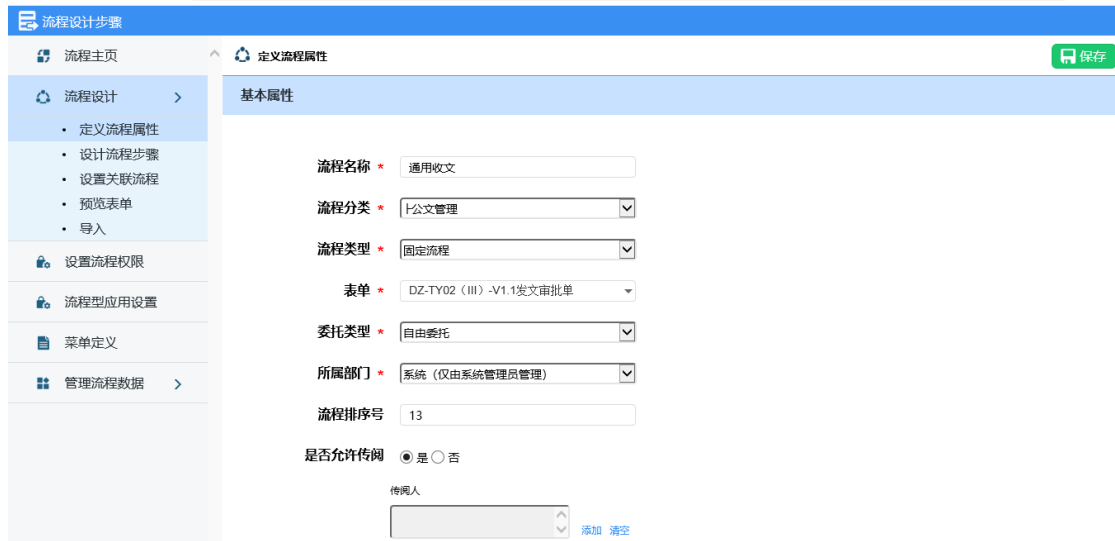 流程设计步骤
流程主页
定义流程属性
保存
流程设计
基本属性
定义流程属性
设计流程步骤
设置关联流程
预览表单
导入
设置流程权限
流程型应用设置
菜单定义
管理流程数据
流程名称 * 通用收文
流程分类 * ├公文管理
流程类型 * 固定流程
表单 * DZ-TY02（III）-V1.1发文审批单
委托类型 * 自由委托
所属部门 * 系统（仅由系统管理员管理）
流程排序号 13
是否允许传阅 是 否
传阅人
添加 清空